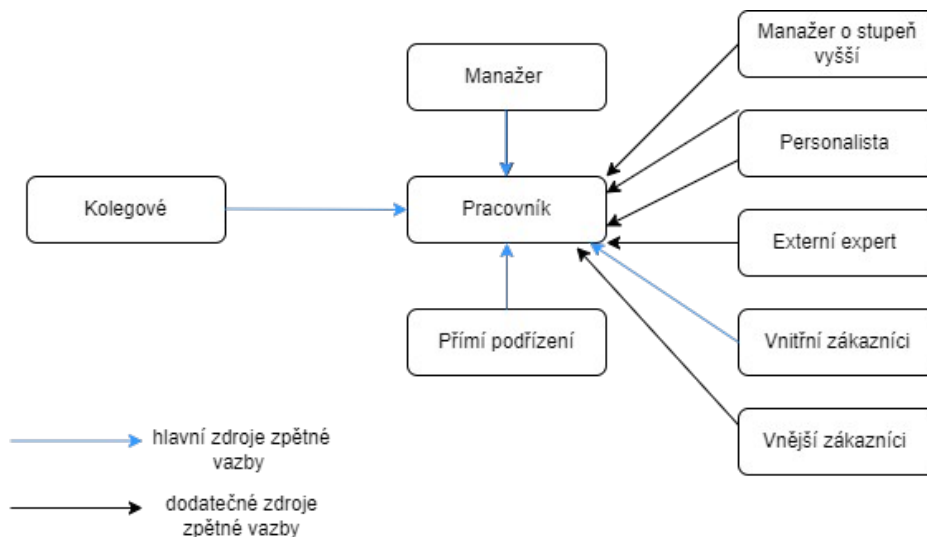 Manažer o stupeň
vyšší
Manažer
Personalista
Kolegové
Pracovník
Externí expert
Přímí podřízení
Vnitřní zákazníci
Vnější zákazníci
hlavní zdroje zpětné
vazby
dodatečné zdroje
zpětné vazby